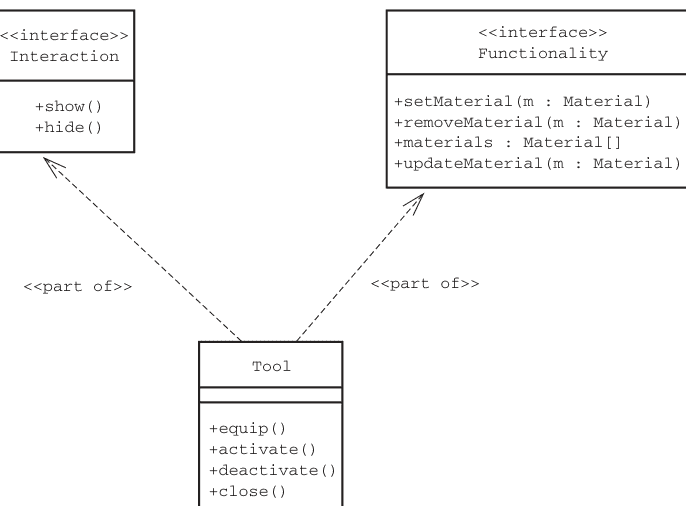 <<interface>>
Interaction
+show()
+hide()
<<interface>>
Functionality
+setMaterial(m : Material)
+removeMaterial(m : Material)
+materials : Material[]
+updateMaterial(m : Material)
<<part of>>
<<part of>>
Tool
+equip()
+activate()
+deactivate()
+close()